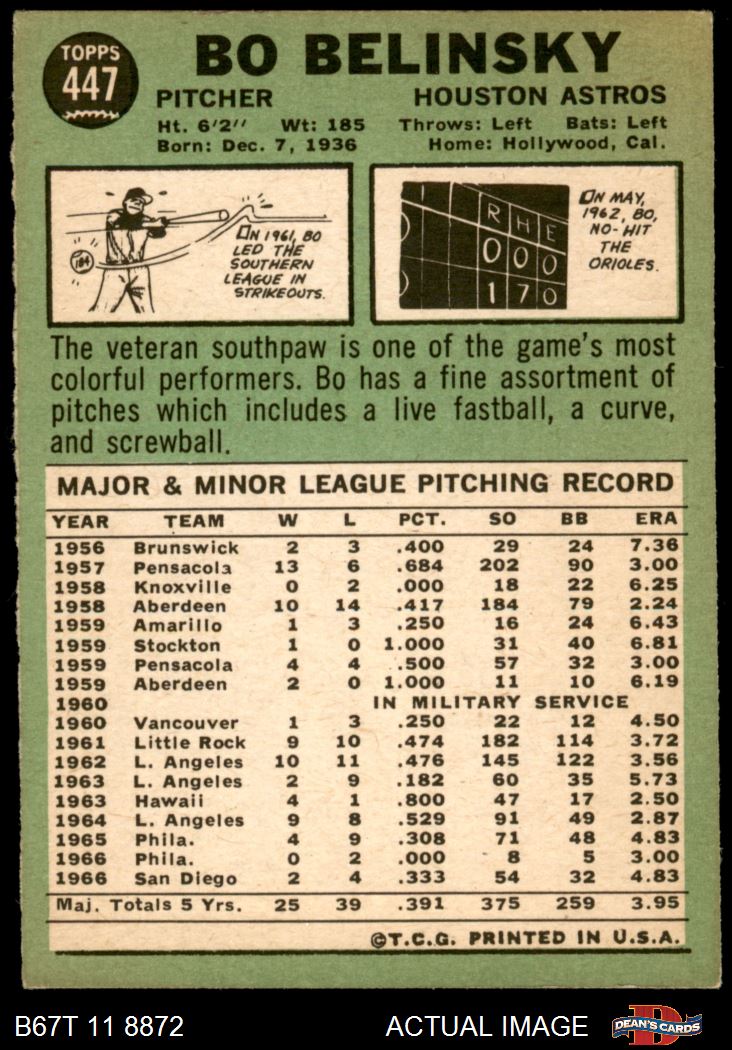 TOPPS
447
BO BELINSKY
PITCHER HOUSTON ASTROS
Ht. 6'2" Wt: 185 Throws: Left Bats: Left
Born: Dec. 7, 1936 Home: Hollywood, Cal.
IN 1961, BO
LED THE
SOUTHERN
LEAGUE IN
STRIKEOUTS.
184
1
R H E
0 0 0
1 7 0
ON MAY,
1962, BO,
NO-HIT
THE
ORIOLES.
The veteran southpaw is one of the game's most
colorful performers. Bo has a fine assortment of
pitches which includes a live fastball, a curve,
and screwball.
MAJOR & MINOR LEAGUE PITCHING RECORD
YEAR TEAM W L PCT. SO BB ERA
1956 Brunswick 2 3 .400 29 24 7.36
1957 Pensacola 13 6 .684 202 90 3.00
1958 Knoxville 0 2 .000 18 22 6.25
1958 Aberdeen 10 14 .417 184 79 2.24
1959 Amarillo 1 3 .250 16 24 6.43
1959 Stockton 1 0 1.000 31 40 6.81
1959 Pensacola 4 4 .500 57 32 3.00
1959 Aberdeen 2 0 1.000 11 10 6.19
1960 IN MILITARY SERVICE
1960 Vancouver 1 3 .250 22 12 4.50
1961 Little Rock 9 10 .474 182 114 3.72
1962 L. Angeles 10 11 .476 145 122 3.56
1963 L. Angeles 2 9 .182 60 35 5.73
1963 Hawaii 4 1 .800 47 17 2.50
1964 L. Angeles 9 8 .529 91 49 2.87
1965 Phila. 4 9 .308 71 48 4.83
1966 Phila. 0 2 .000 8 5 3.00
1966 San Diego 2 4 .333 54 32 4.83
Maj. Totals 5 Yrs. 25 39 .391 375 259 3.95
©T.C.G. PRINTED IN U.S.A.
B67T 11 8872 ACTUAL IMAGE
D
DEAN'S CARDS